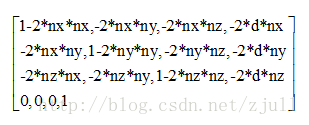 1-2*nx*nx,-2*nx*ny,-2*nx*nz,-2*d*nx
-2*nx*ny,1-2*ny*ny,-2*ny*nz,-2*d*ny
-2*nz*nx,-2*nz*ny,1-2*nz*nz,-2*d*nz
0,0,0,1
http://blog.csdn.net/zjull